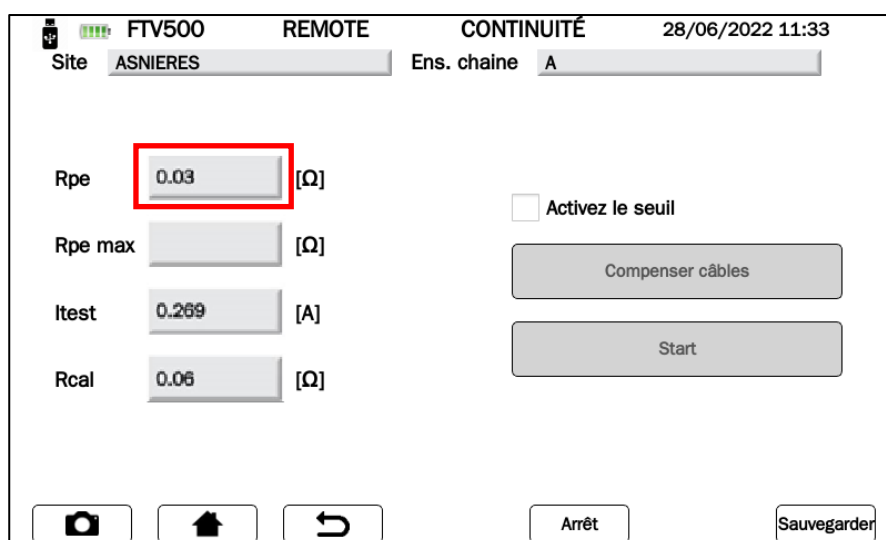 FTV500 REMOTE CONTINUITÉ 28/06/2022 11:33
Site ASNIERES Ens. chaine A
Rpe 0.03 [Ω]
Activez le seuil
Rpe max [Ω]
Compenser câbles
Itest 0.269 [A]
Start
Rcal 0.06 [Ω]
Arrêt Sauvegarder